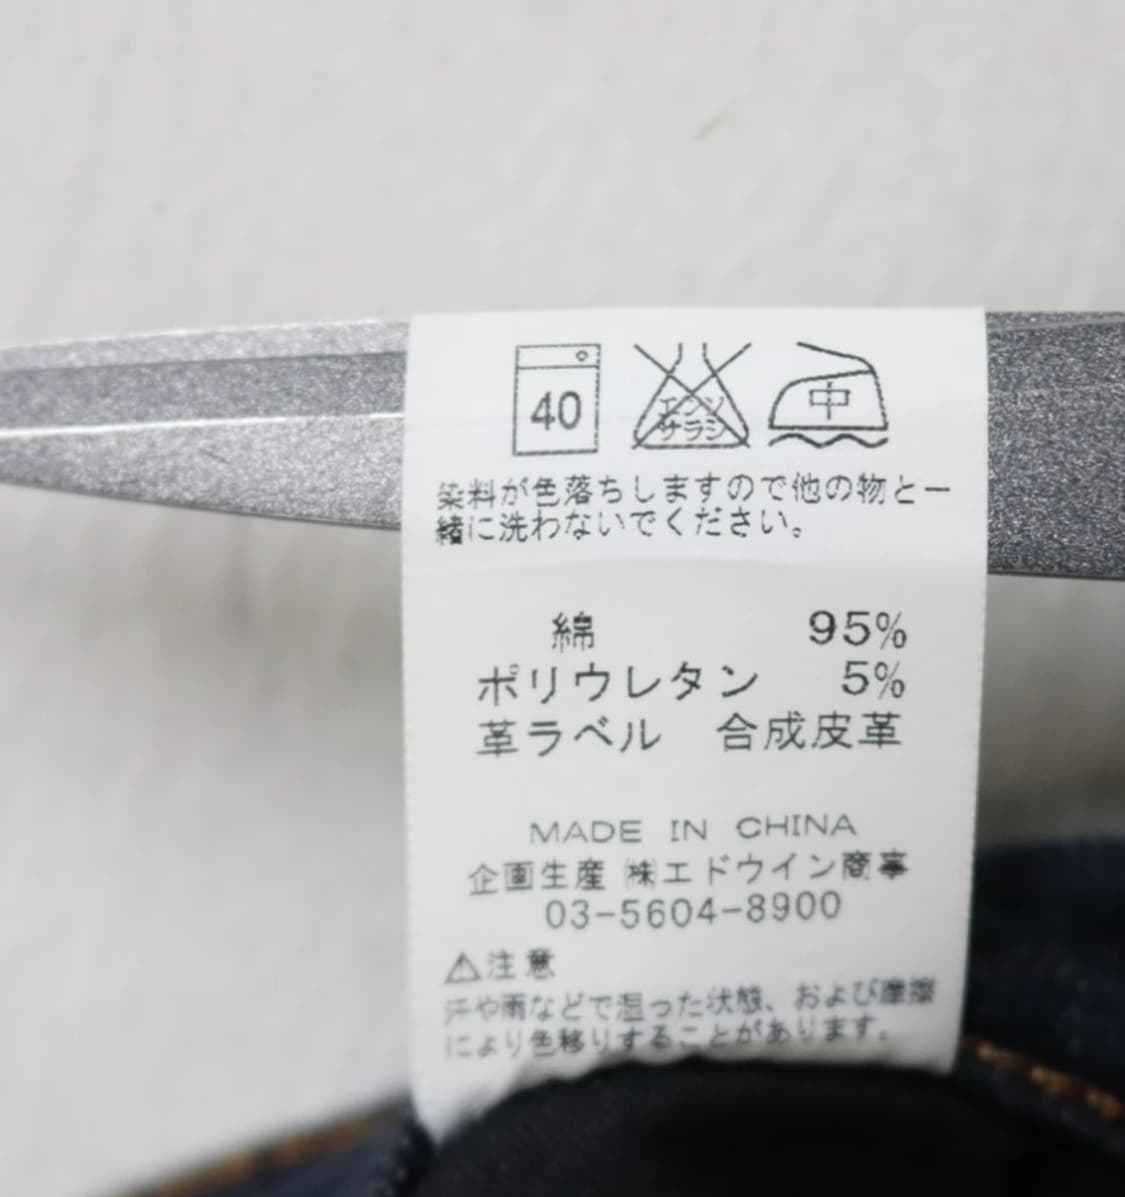 40
エンソ
サラシ
中
染料が色落ちしますので他の物と一
緒に洗わないでください。
綿 95%
ポリウレタン 5%
革ラベル 合成皮革
MADE IN CHINA
企画生産 ㈱エドウイン商事
03-5604-8900
⚠注意
汗や雨などで湿った状態、および摩擦
により色移りすることがあります。